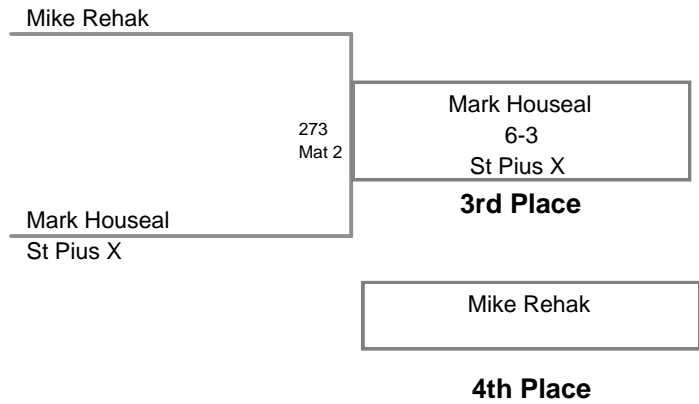 Mike Rehak
273
Mat 2
Mark Houseal
6-3
St Pius X
3rd Place
Mark Houseal
St Pius X
Mike Rehak
4th Place